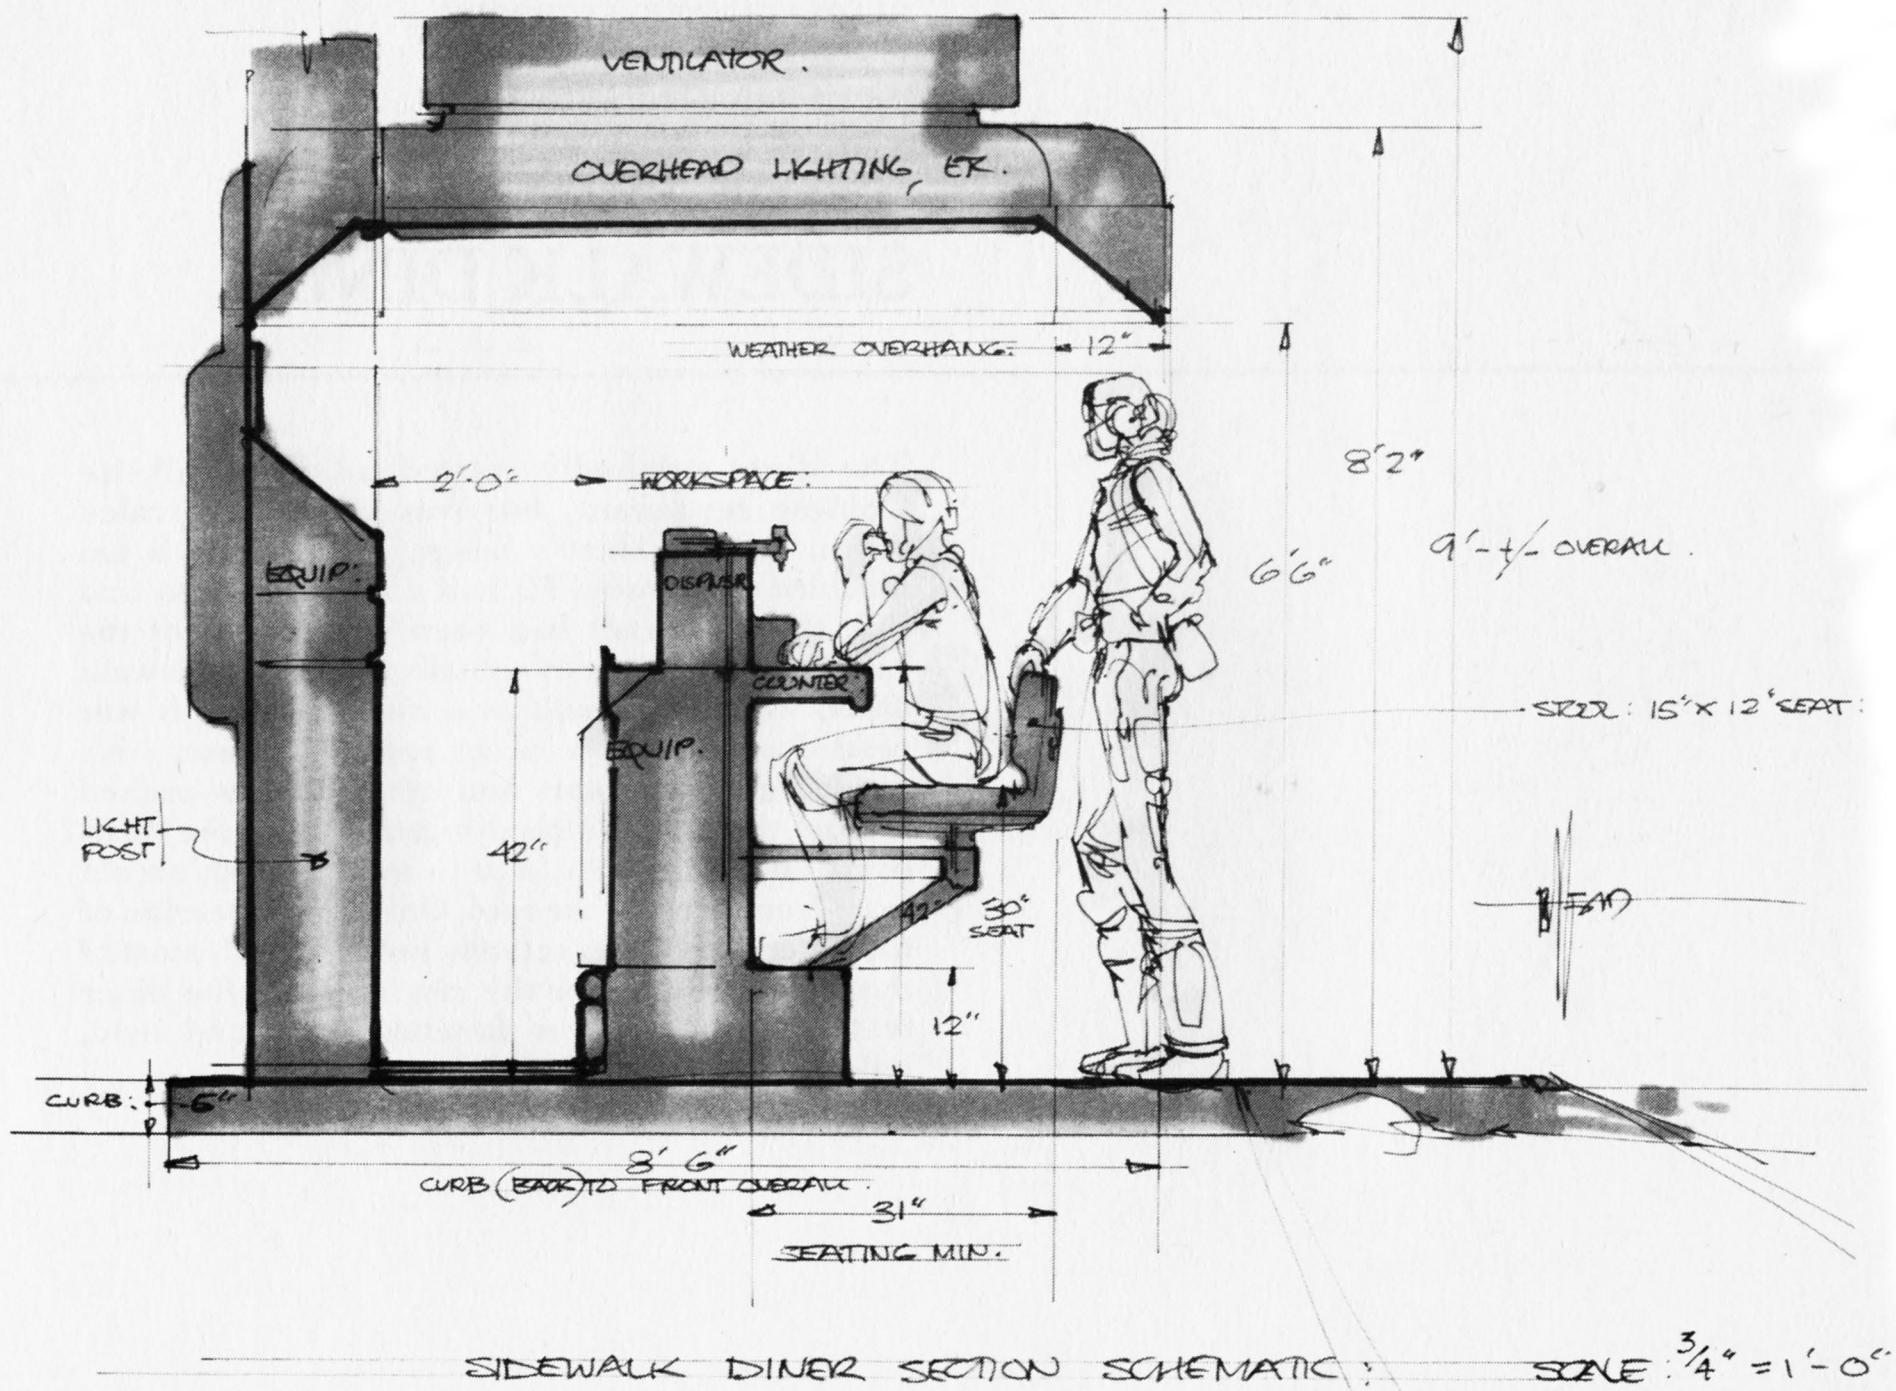 VENTILATOR.
OVERHEAD LIGHTING, ETC.
WEATHER OVERHANG:
12"
2'-0"
WORKSPACE:
8'2"
9'-+/- OVERALL.
6'6"
EQUIP:
DISPNSR.
COUNTER:
STOOL: 15" X 12" SEAT:
EQUIP.
LIGHT
POST
42"
42"
30"
SEAT
12"
CURB:
6"
8' 6"
CURB (BACK) TO FRONT OVERALL.
31"
SEATING MIN.
SIDEWALK DINER SECTION SCHEMATIC:
SCALE: 3/4" = 1'-0"